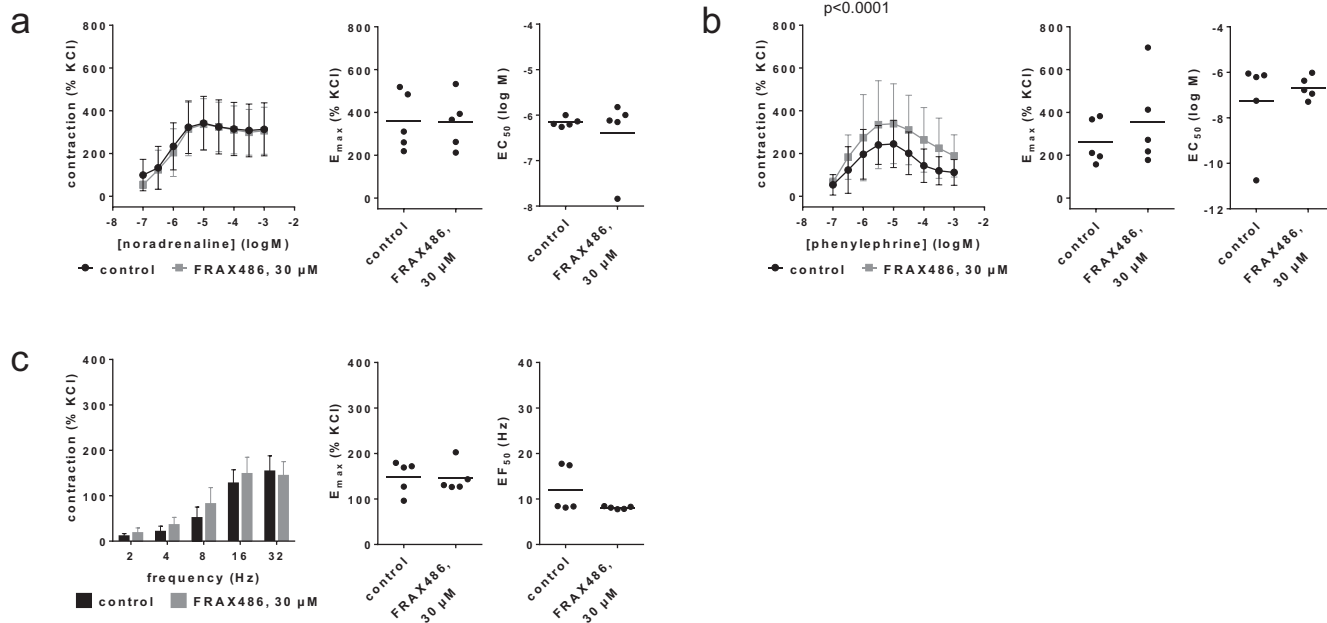 a
800
600
400
200
0
contraction (% KCl)
-8 -7 -6 -5 -4 -3 -2
[noradrenaline] (logM)
control FRAX486, 30 µM
800
600
400
200
0
Emax (% KCl)
control
FRAX486,
30 µM
-4
-5
-6
-7
-8
EC50 (log M)
control
FRAX486,
30 µM
b
p<0.0001
800
600
400
200
0
contraction (% KCl)
-8 -7 -6 -5 -4 -3 -2
[phenylephrine] (logM)
control FRAX486, 30 µM
800
600
400
200
0
Emax (% KCl)
control
FRAX486,
30 µM
-4
-6
-8
-10
-12
EC50 (log M)
control
FRAX486,
30 µM
c
400
300
200
100
0
contraction (% KCl)
2 4 8 16 32
frequency (Hz)
control FRAX486, 30 µM
400
300
200
100
0
Emax (% KCl)
control
FRAX486,
30 µM
40
30
20
10
0
EF50 (Hz)
control
FRAX486,
30 µM